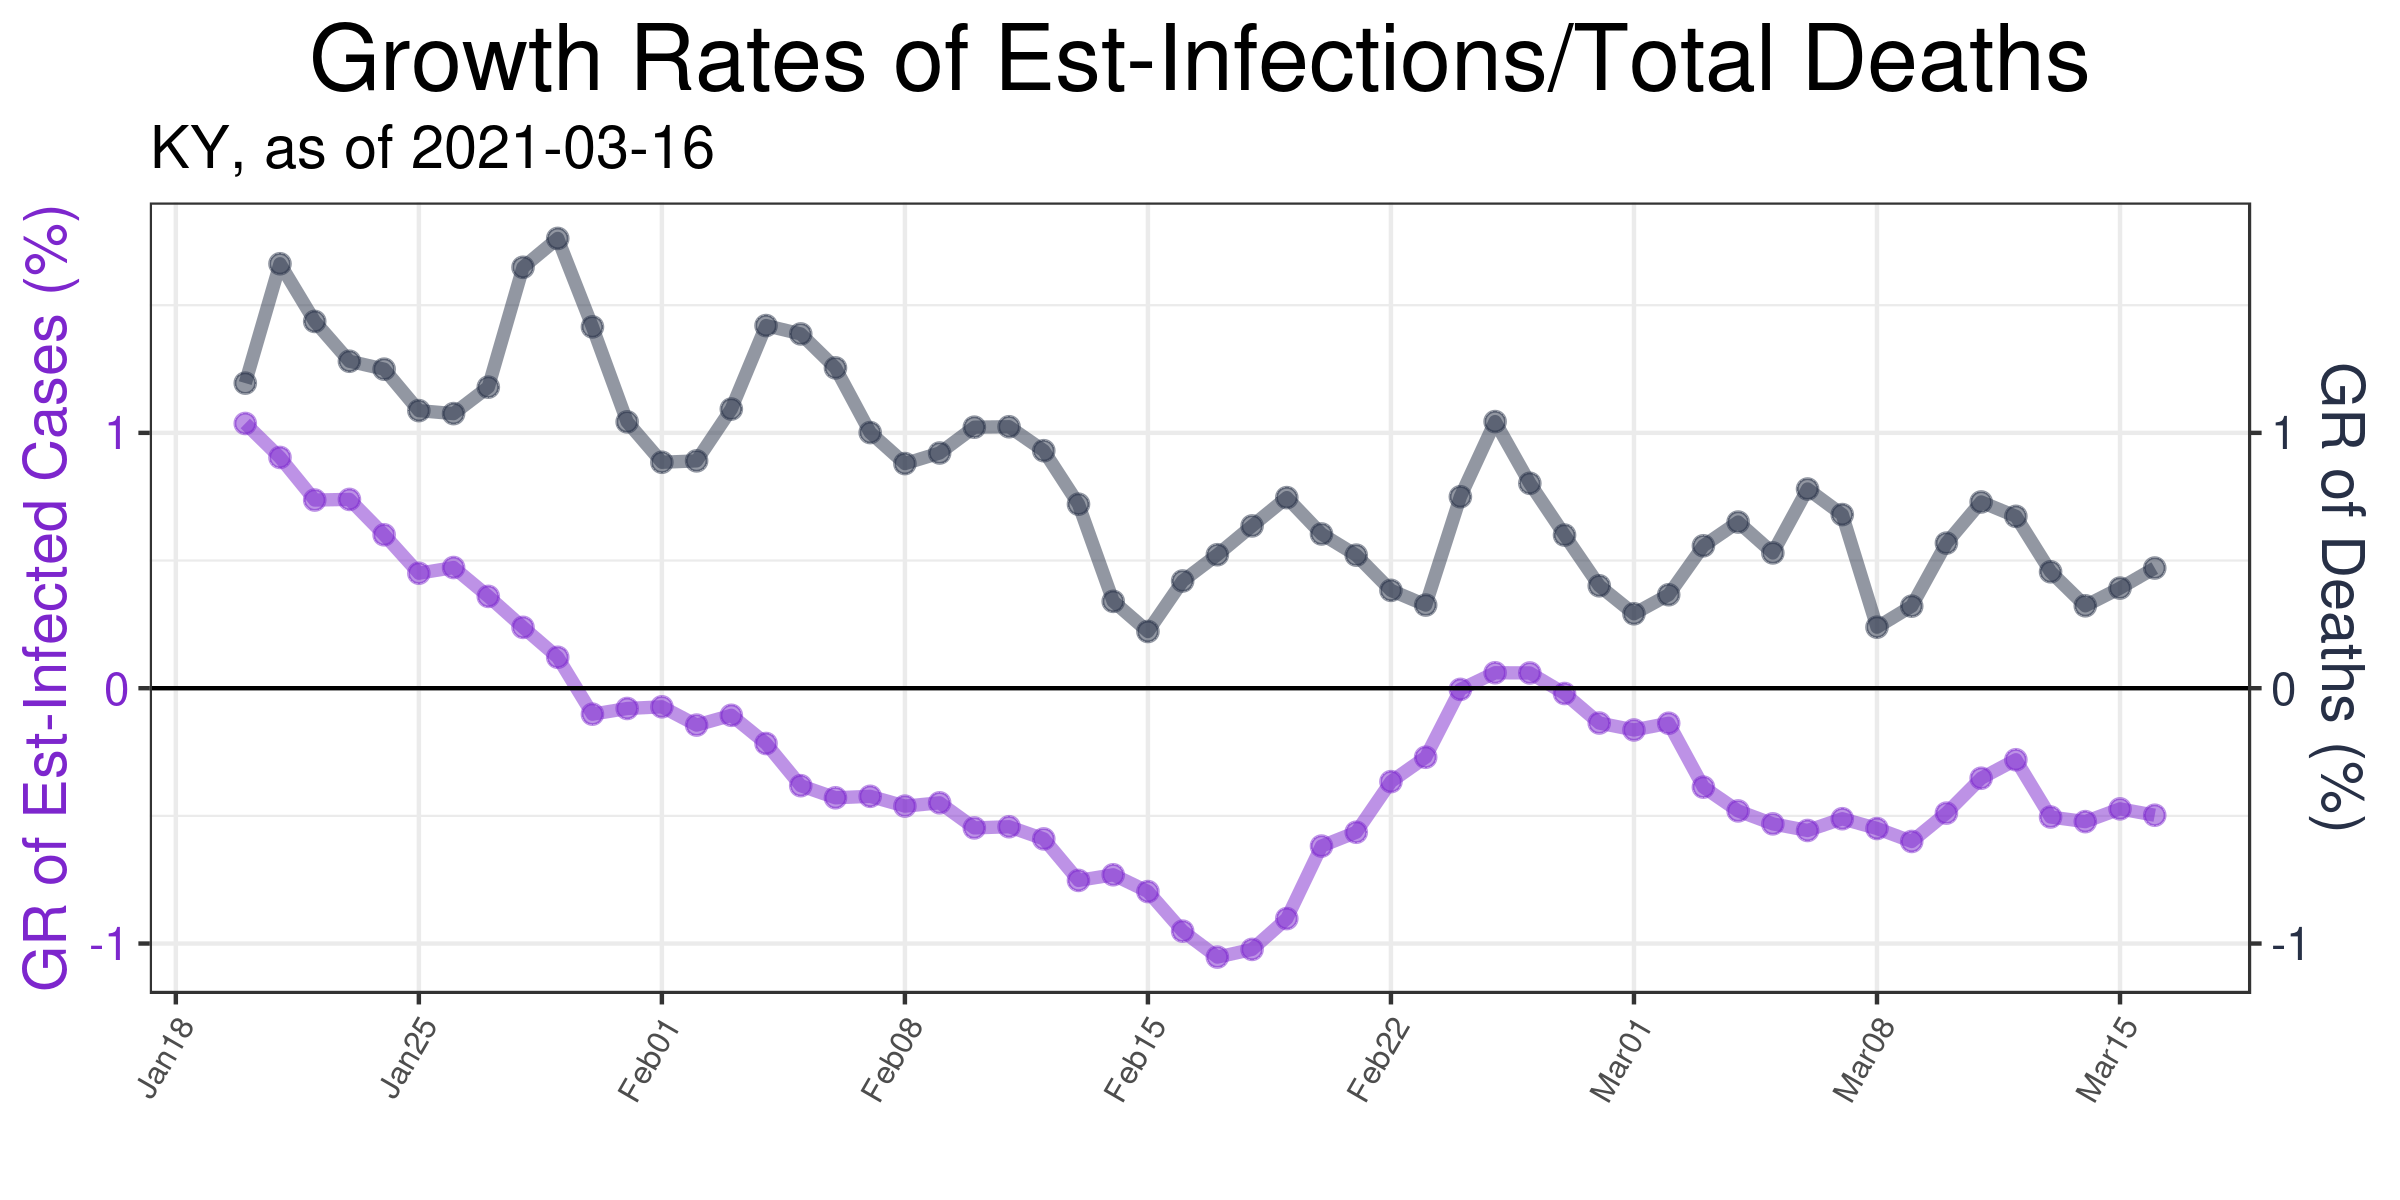 Growth Rates of Est-Infections/Total Deaths
KY, as of 2021-03-16
GR of Est-Infected Cases (%)
1
0
-1
GR of Deaths (%)
1
0
-1
Jan18
Jan25
Feb01
Feb08
Feb15
Feb22
Mar01
Mar08
Mar15